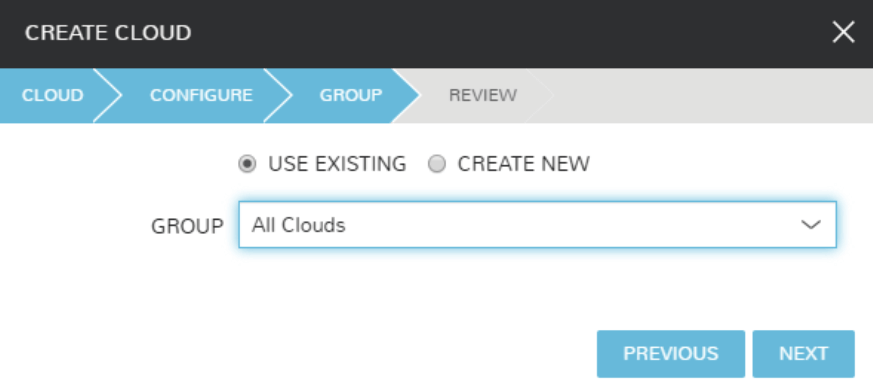 CREATE CLOUD
CLOUD CONFIGURE GROUP REVIEW
USE EXISTING CREATE NEW
GROUP All Clouds
PREVIOUS NEXT